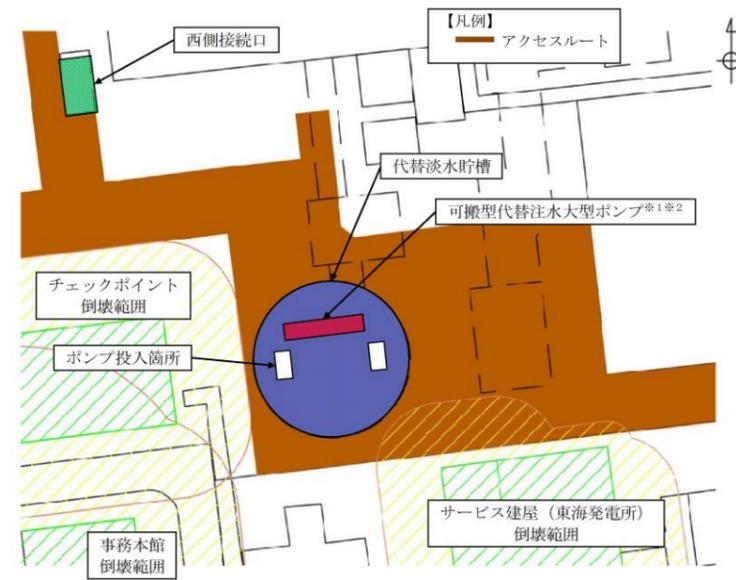 【凡例】
アクセスルート
西側接続口
代替淡水貯槽
可搬型代替注水大型ポンプ※1※2
チェックポイント
倒壊範囲
ポンプ投入箇所
サービス建屋（東海発電所）
倒壊範囲
事務本館
倒壊範囲